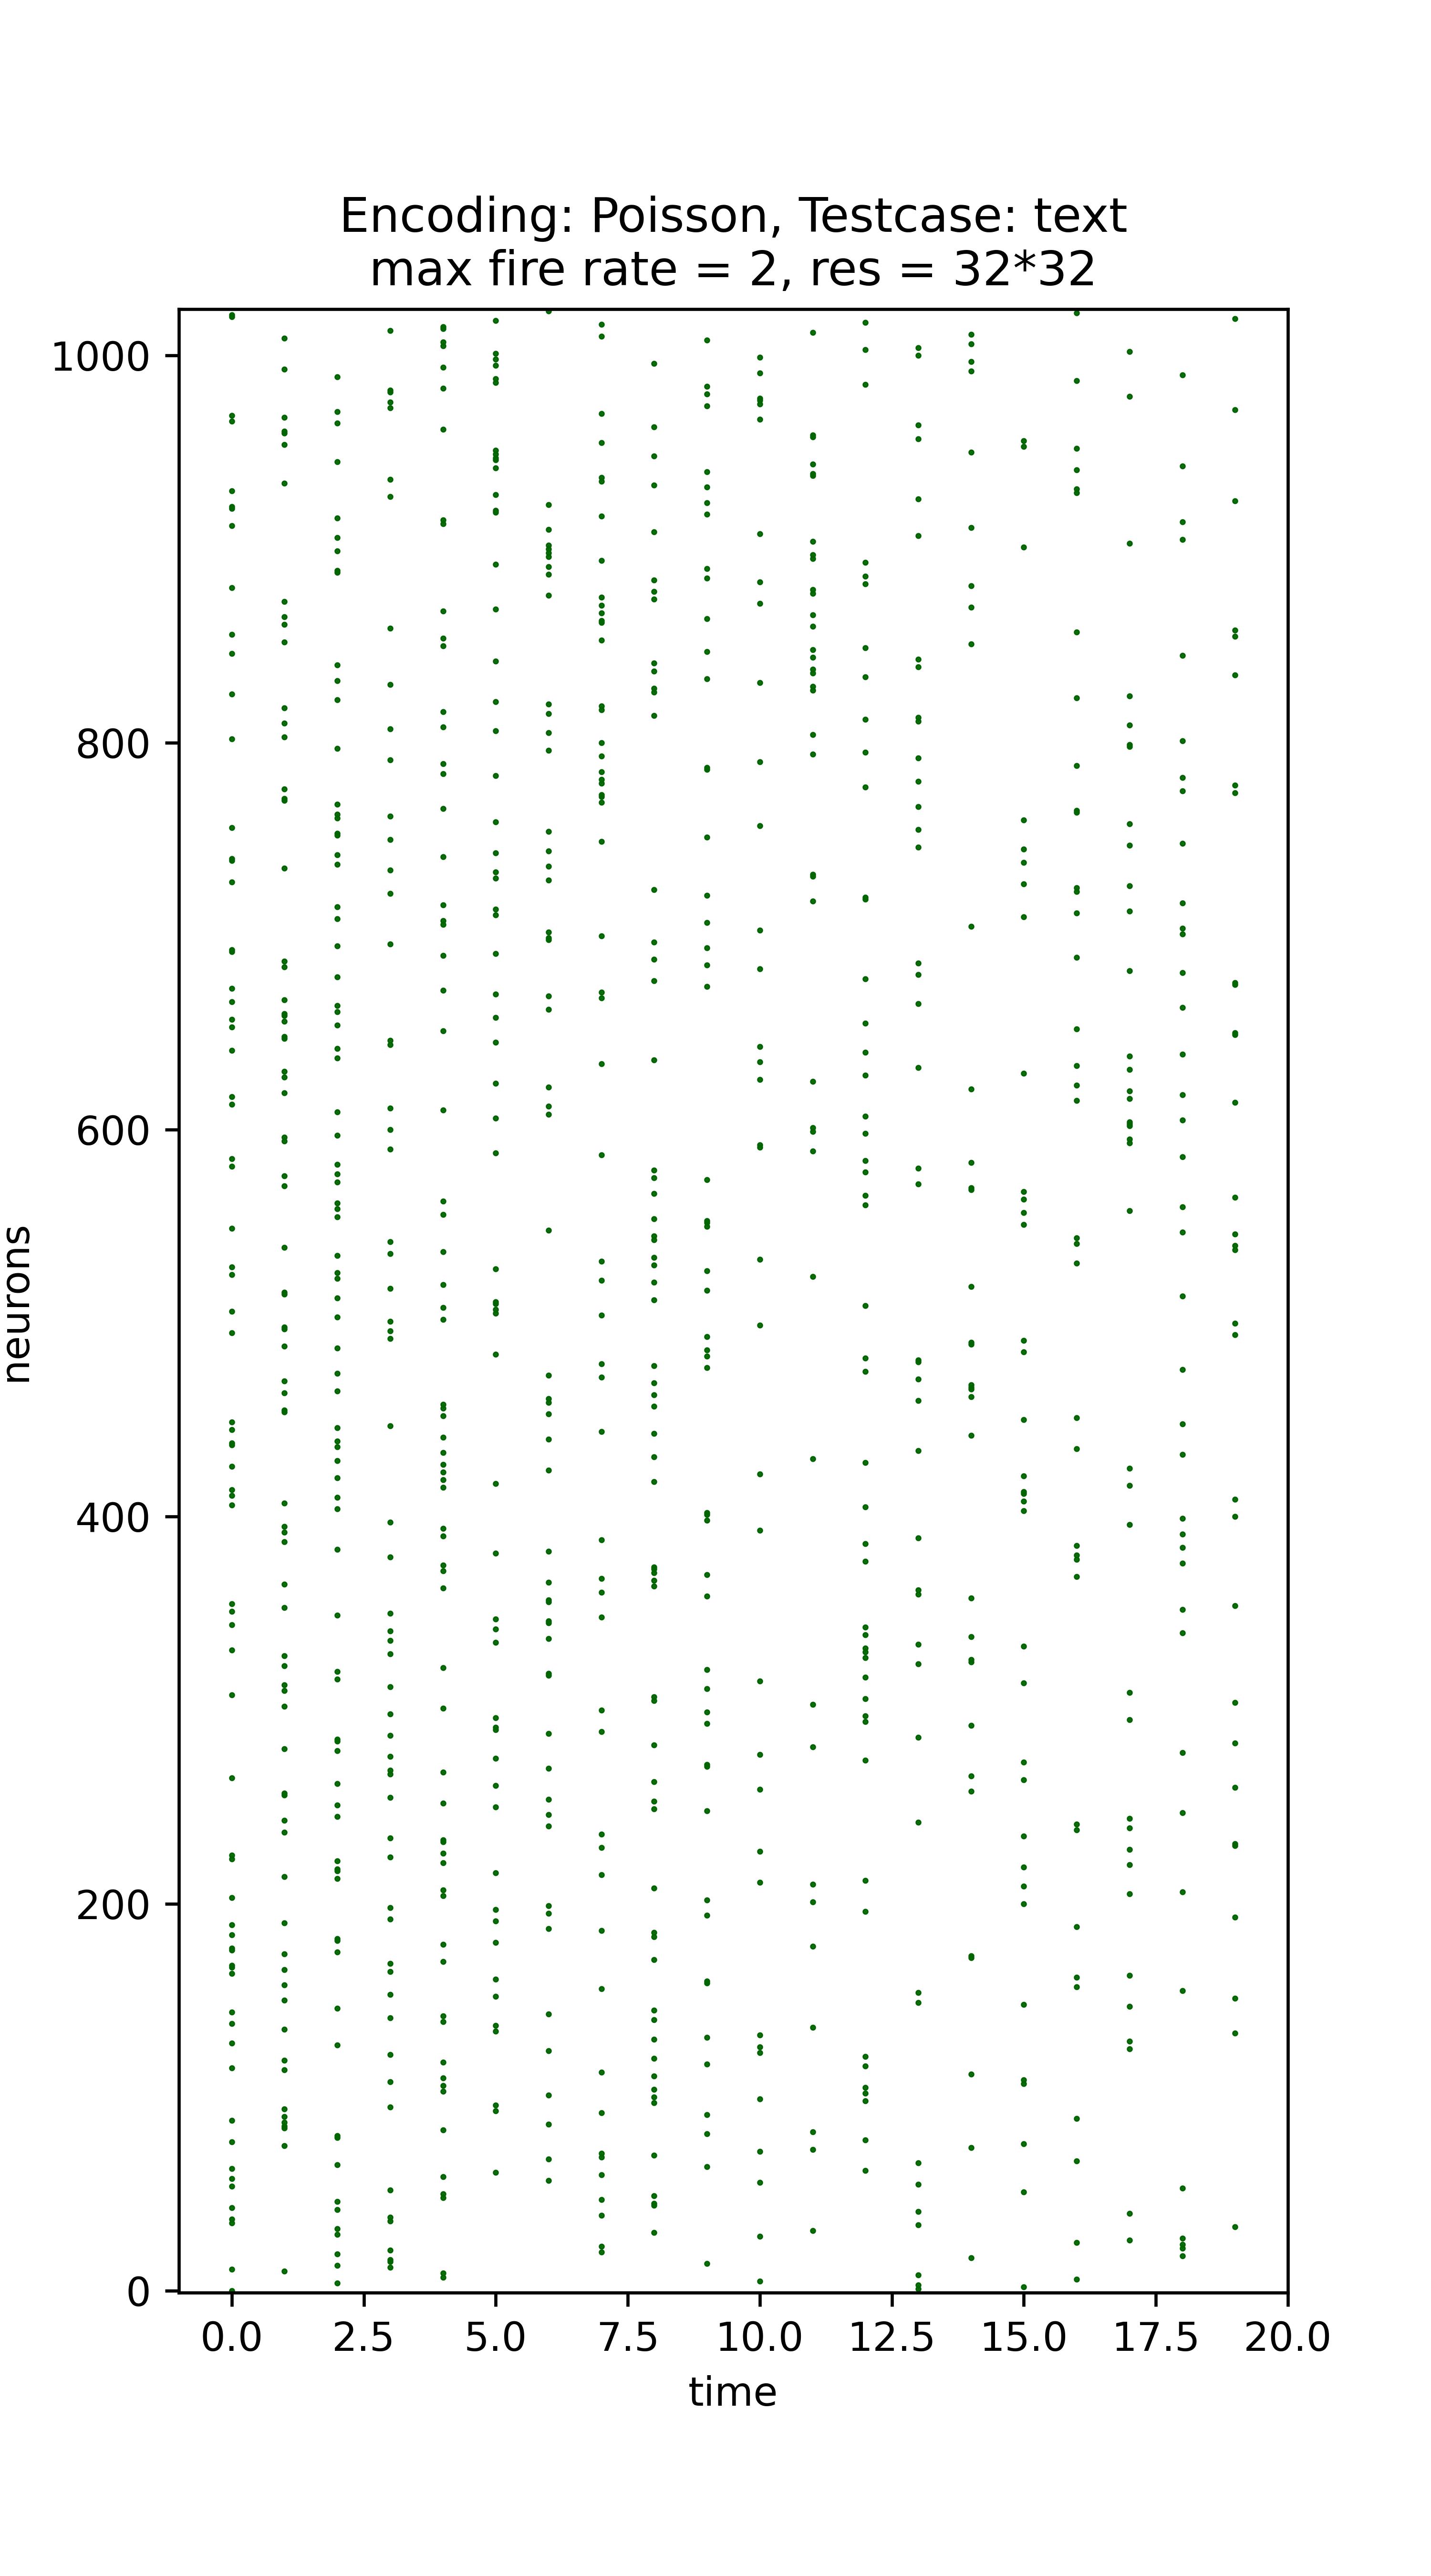 Encoding: Poisson, Testcase: text
max fire rate = 2, res = 32*32
1000
800
600
400
200
0
neurons
0.0 2.5 5.0 7.5 10.0 12.5 15.0 17.5 20.0
time